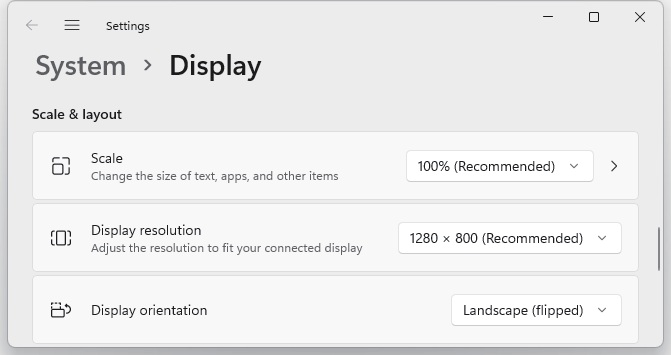 Settings
System > Display
Scale & layout
Scale
Change the size of text, apps, and other items
100% (Recommended)
Display resolution
Adjust the resolution to fit your connected display
1280 × 800 (Recommended)
Display orientation
Landscape (flipped)